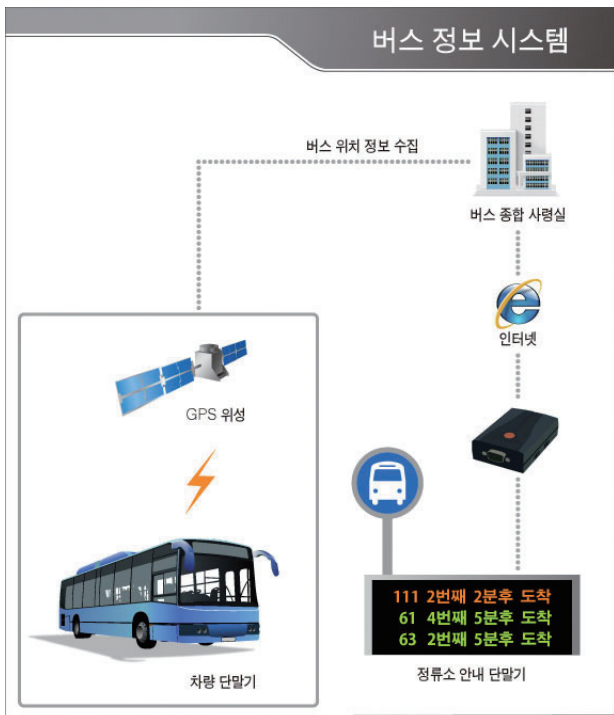 버스 정보 시스템
버스 위치 정보 수집
버스 종합 사령실
인터넷
GPS 위성
111 2번째 2분후 도착
61 4번째 5분후 도착
63 2번째 5분후 도착
차량 단말기
정류소 안내 단말기